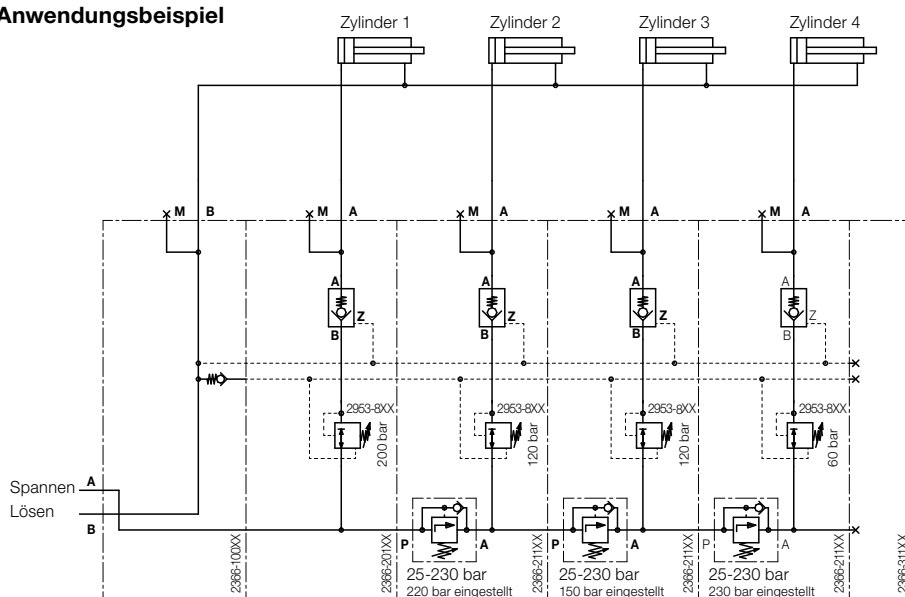 Anwendungsbeispiel
Zylinder 1
Zylinder 2
Zylinder 3
Zylinder 4
M B
M A
M A
M A
M A
A
A
A
A
Z
Z
Z
Z
B
B
B
B
2953-8XX
2953-8XX
2953-8XX
2953-8XX
200 bar
120 bar
120 bar
60 bar
Spannen A
Lösen
B
P A
P A
P A
2366-100XX
2366-201XX
2366-211XX
2366-211XX
2366-211XX
2366-311XX
25-230 bar
220 bar eingestellt
25-230 bar
150 bar eingestellt
25-230 bar
230 bar eingestellt